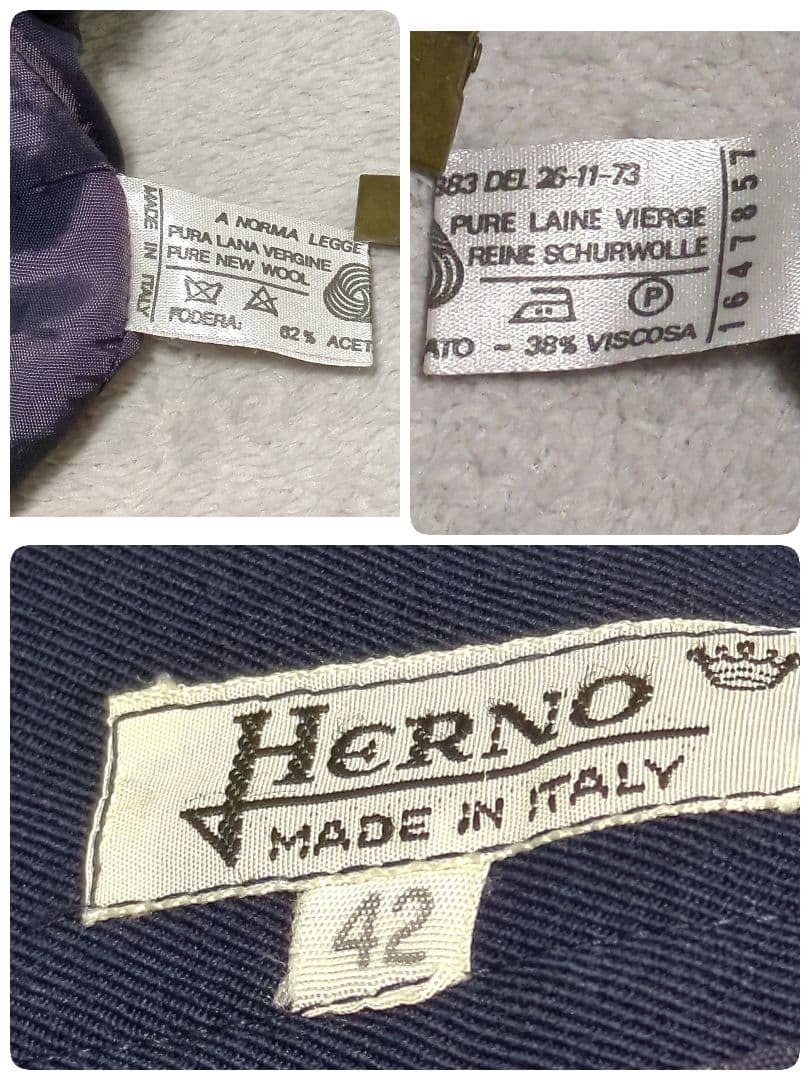 MADE IN ITALY
A NORMA LEGGE
PURA LANA VERGINE
PURE NEW WOOL
FODERA: 62% ACET
883 DEL 26-11-73
PURE LAINE VIERGE
REINE SCHURWOLLE
P
ATO - 38% VISCOSA
1647857
HERNO
MADE IN ITALY
42